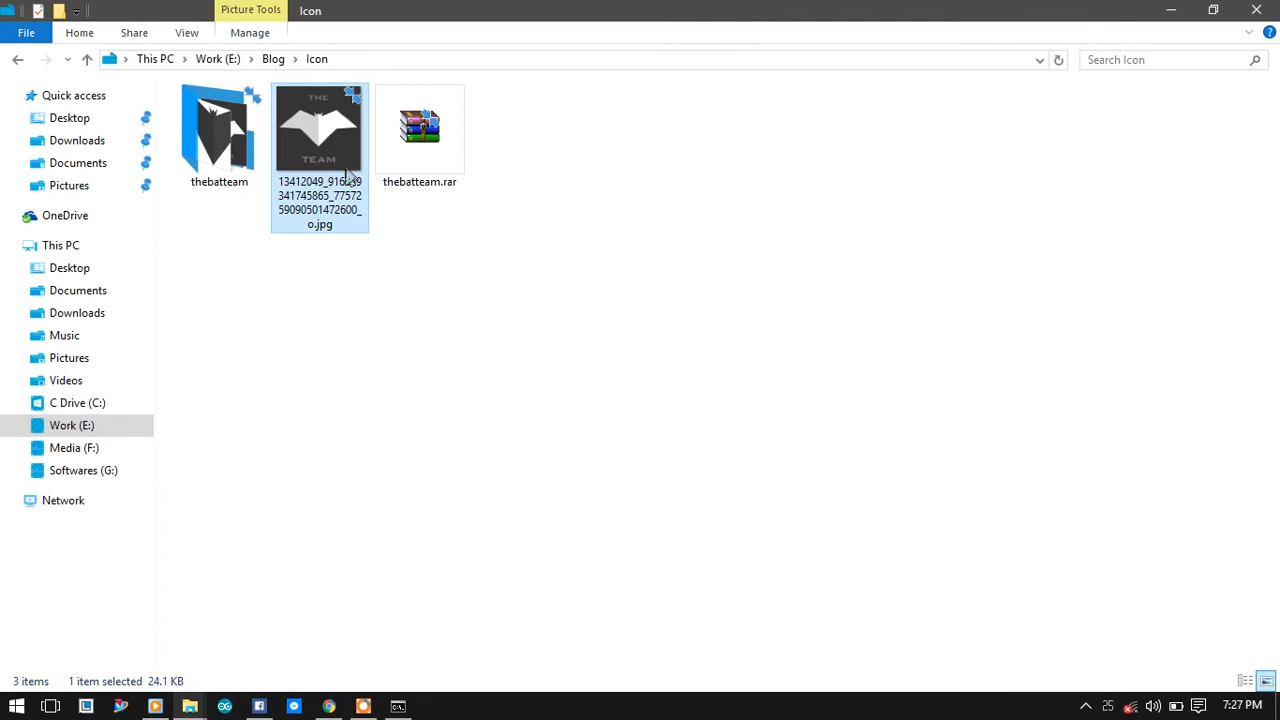 Picture Tools
Icon
File
Home
Share
View
Manage
This PC
Work (E:)
Blog
Icon
Search Icon
Quick access
Desktop
Downloads
Documents
Pictures
OneDrive
This PC
Desktop
Documents
Downloads
Music
Pictures
Videos
C Drive (C:)
Work (E:)
Media (F:)
Softwares (G:)
Network
THE
TEAM
thebatteam
341745865_77572
59090501472600_
o.jpg
thebatteam.rar
3 items
1 item selected 24.1 KB
25
7:27 PM